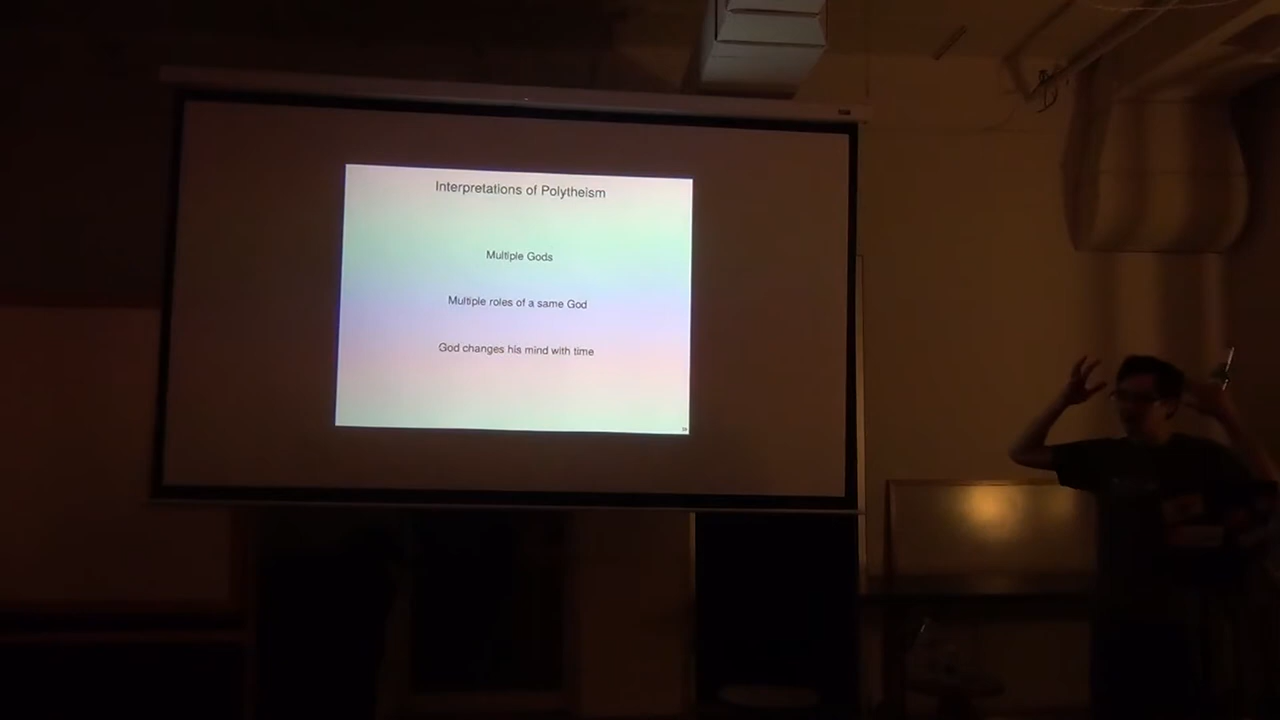 Interpretations of Polytheism
Multiple Gods
Multiple roles of a same God
God changes his mind with time